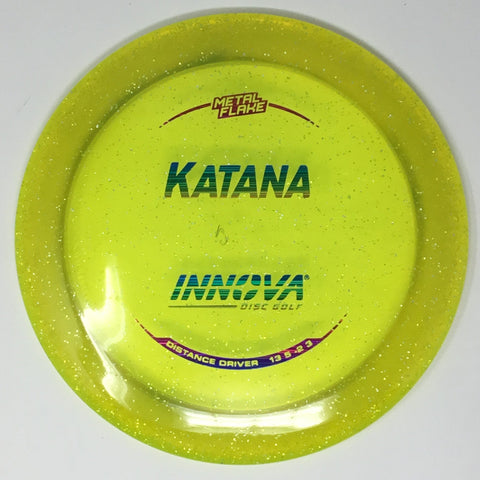 METAL
FLAKE
KATANA
INNOVA®
DISC GOLF
DISTANCE DRIVER 13 5 -2 3